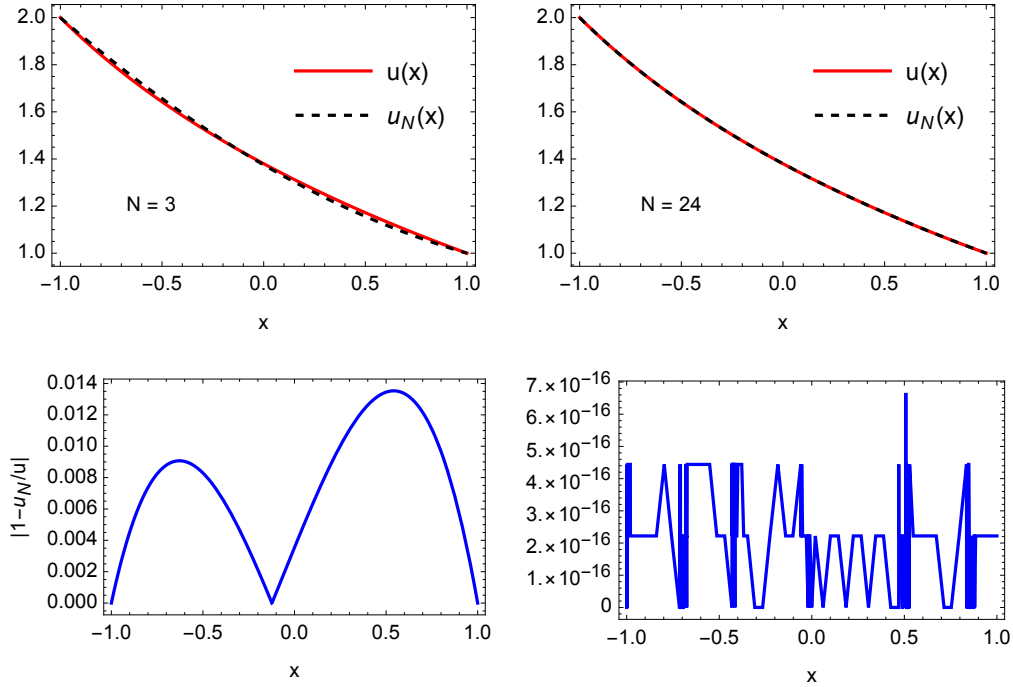 2.0
1.8
1.6
1.4
1.2
1.0
u(x)
u_N(x)
N = 3
−1.0 −0.5 0.0 0.5 1.0
x
2.0
1.8
1.6
1.4
1.2
1.0
u(x)
u_N(x)
N = 24
−1.0 −0.5 0.0 0.5 1.0
x
|1−u_N/u|
0.014
0.012
0.010
0.008
0.006
0.004
0.002
0.000
−1.0 −0.5 0.0 0.5 1.0
x
7.×10^-16
6.×10^-16
5.×10^-16
4.×10^-16
3.×10^-16
2.×10^-16
1.×10^-16
0
−1.0 −0.5 0.0 0.5 1.0
x